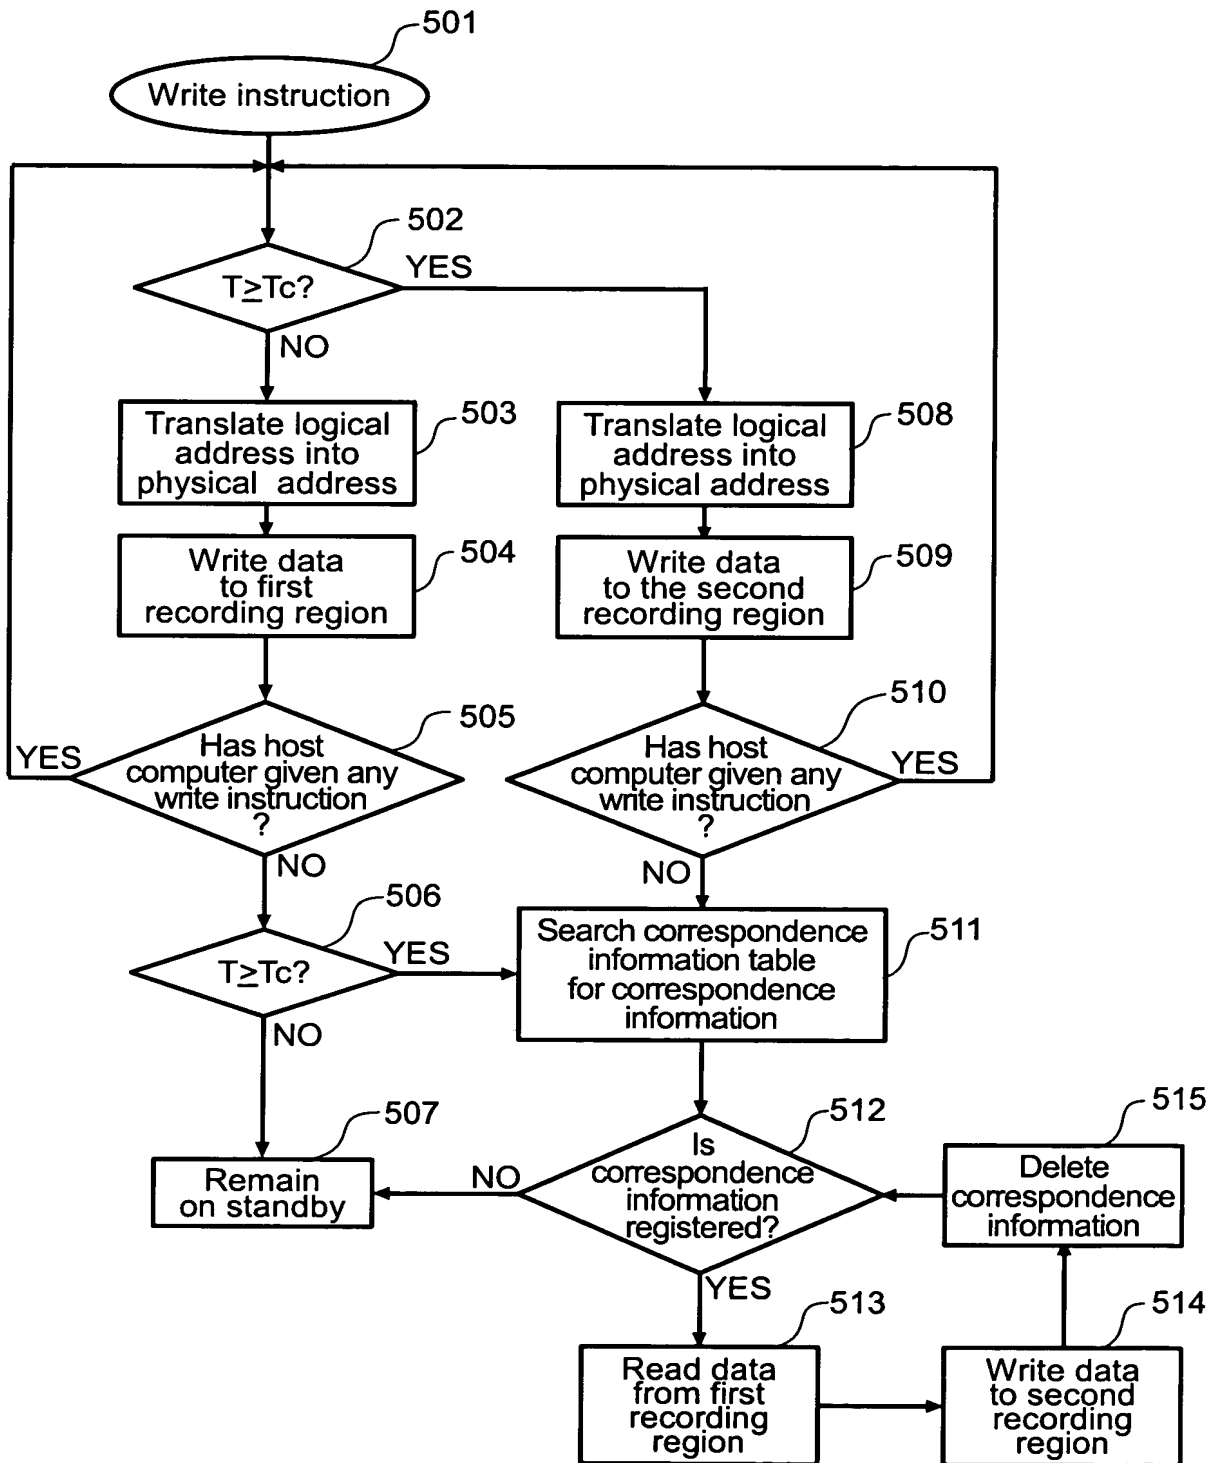 501
Write instruction
502
T≥Tc?
YES
NO
Translate logical
address into
physical address
503
Translate logical
address into
physical address
508
Write data
to first
recording region
504
Write data
to the second
recording region
509
Has host
computer given any
write instruction
?
505
YES
NO
Has host
computer given any
write instruction
?
510
YES
NO
506
T≥Tc?
YES
NO
Search correspondence
information table
for correspondence
information
511
507
Remain
on standby
512
Is
correspondence
information
registered?
NO
YES
515
Delete
correspondence
information
513
Read data
from first
recording
region
514
Write data
to second
recording
region